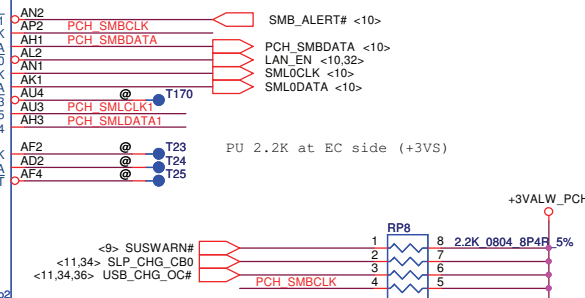 AN2 SMB_ALERT# <10>
AP2 PCH_SMBCLK
AH1 PCH_SMBDATA PCH_SMBDATA <10>
AL2 LAN_EN <10,32>
AN1 SML0CLK <10>
AK1 SML0DATA <10>
AU4 @ T170
AU3 PCH_SMLCLK1
AH3 PCH_SMLDATA1
AF2 @ T23
AD2 @ T24
AF4 @ T25
PU 2.2K at EC side (+3VS)
+3VALW_PCH
RP8
<9> SUSWARN# 1 8 2.2K_0804_8P4R_5%
<11,34> SLP_CHG_CB0 2 7
<11,34,36> USB_CHG_OC# 3 6
PCH_SMBCLK 4 5